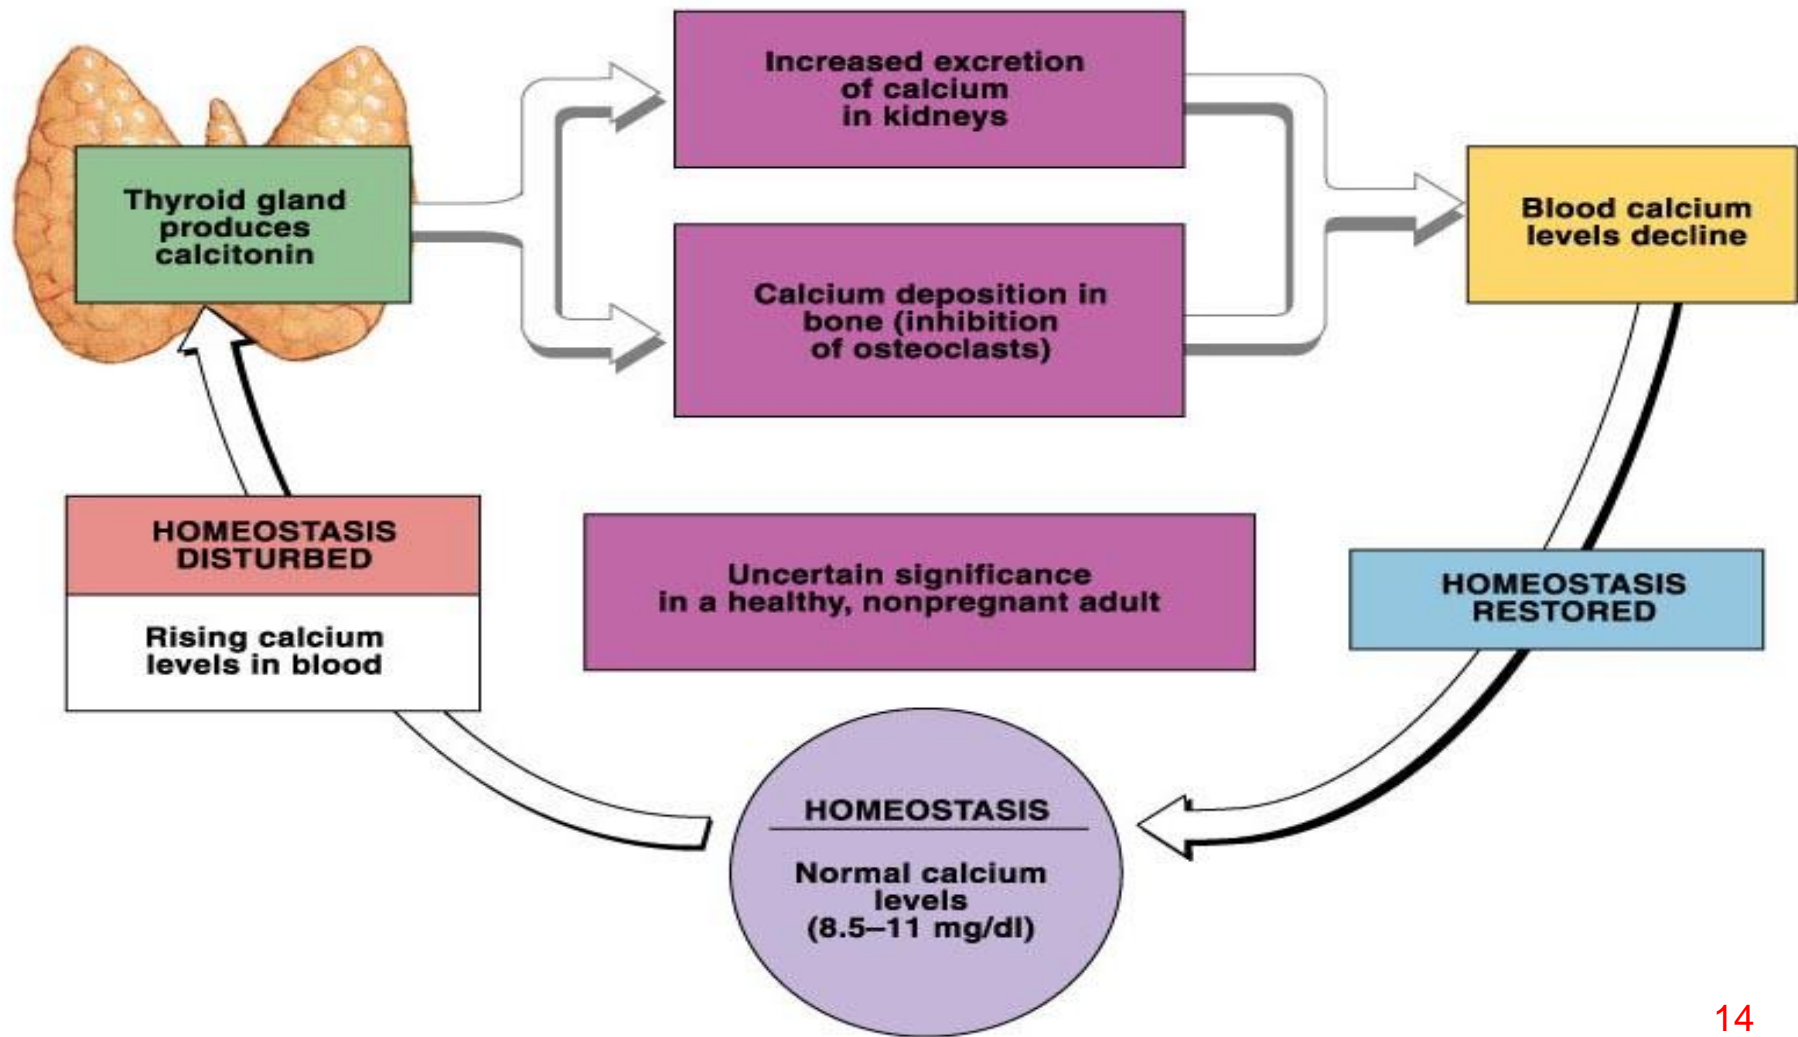 Increased excretion
of calcium
in kidneys
Thyroid gland
produces
calcitonin
Blood calcium
levels decline
Calcium deposition in
bone (inhibition
of osteoclasts)
HOMEOSTASIS
DISTURBED
Rising calcium
levels in blood
Uncertain significance
in a healthy, nonpregnant adult
HOMEOSTASIS
RESTORED
HOMEOSTASIS
Normal calcium
levels
(8.5–11 mg/dl)
14